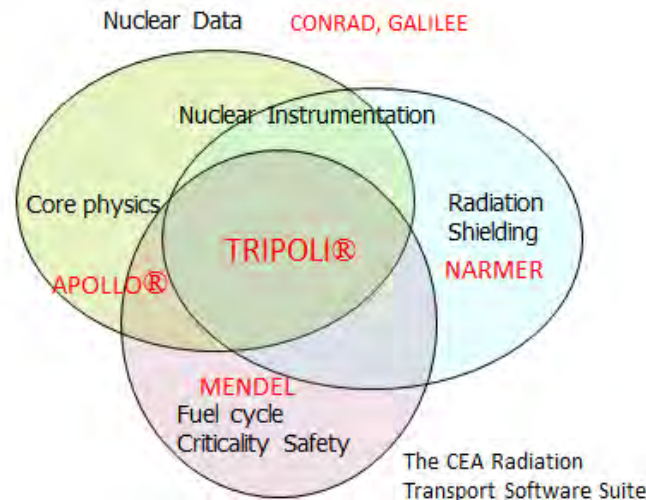 Nuclear Data
CONRAD, GALILEE
Nuclear Instrumentation
Core physics
Radiation
Shielding
TRIPOLI®
NARMER
APOLLO®
MENDEL
Fuel cycle
Criticality Safety
The CEA Radiation
Transport Software Suite